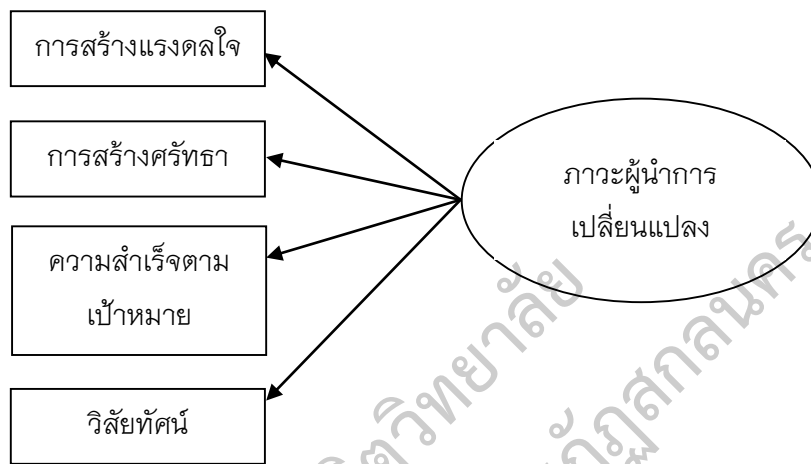 การสร้างแรงดลใจ
การสร้างศรัทธา
ความสำเร็จตาม
เป้าหมาย
วิสัยทัศน์
ภาวะผู้นำการ
เปลี่ยนแปลง